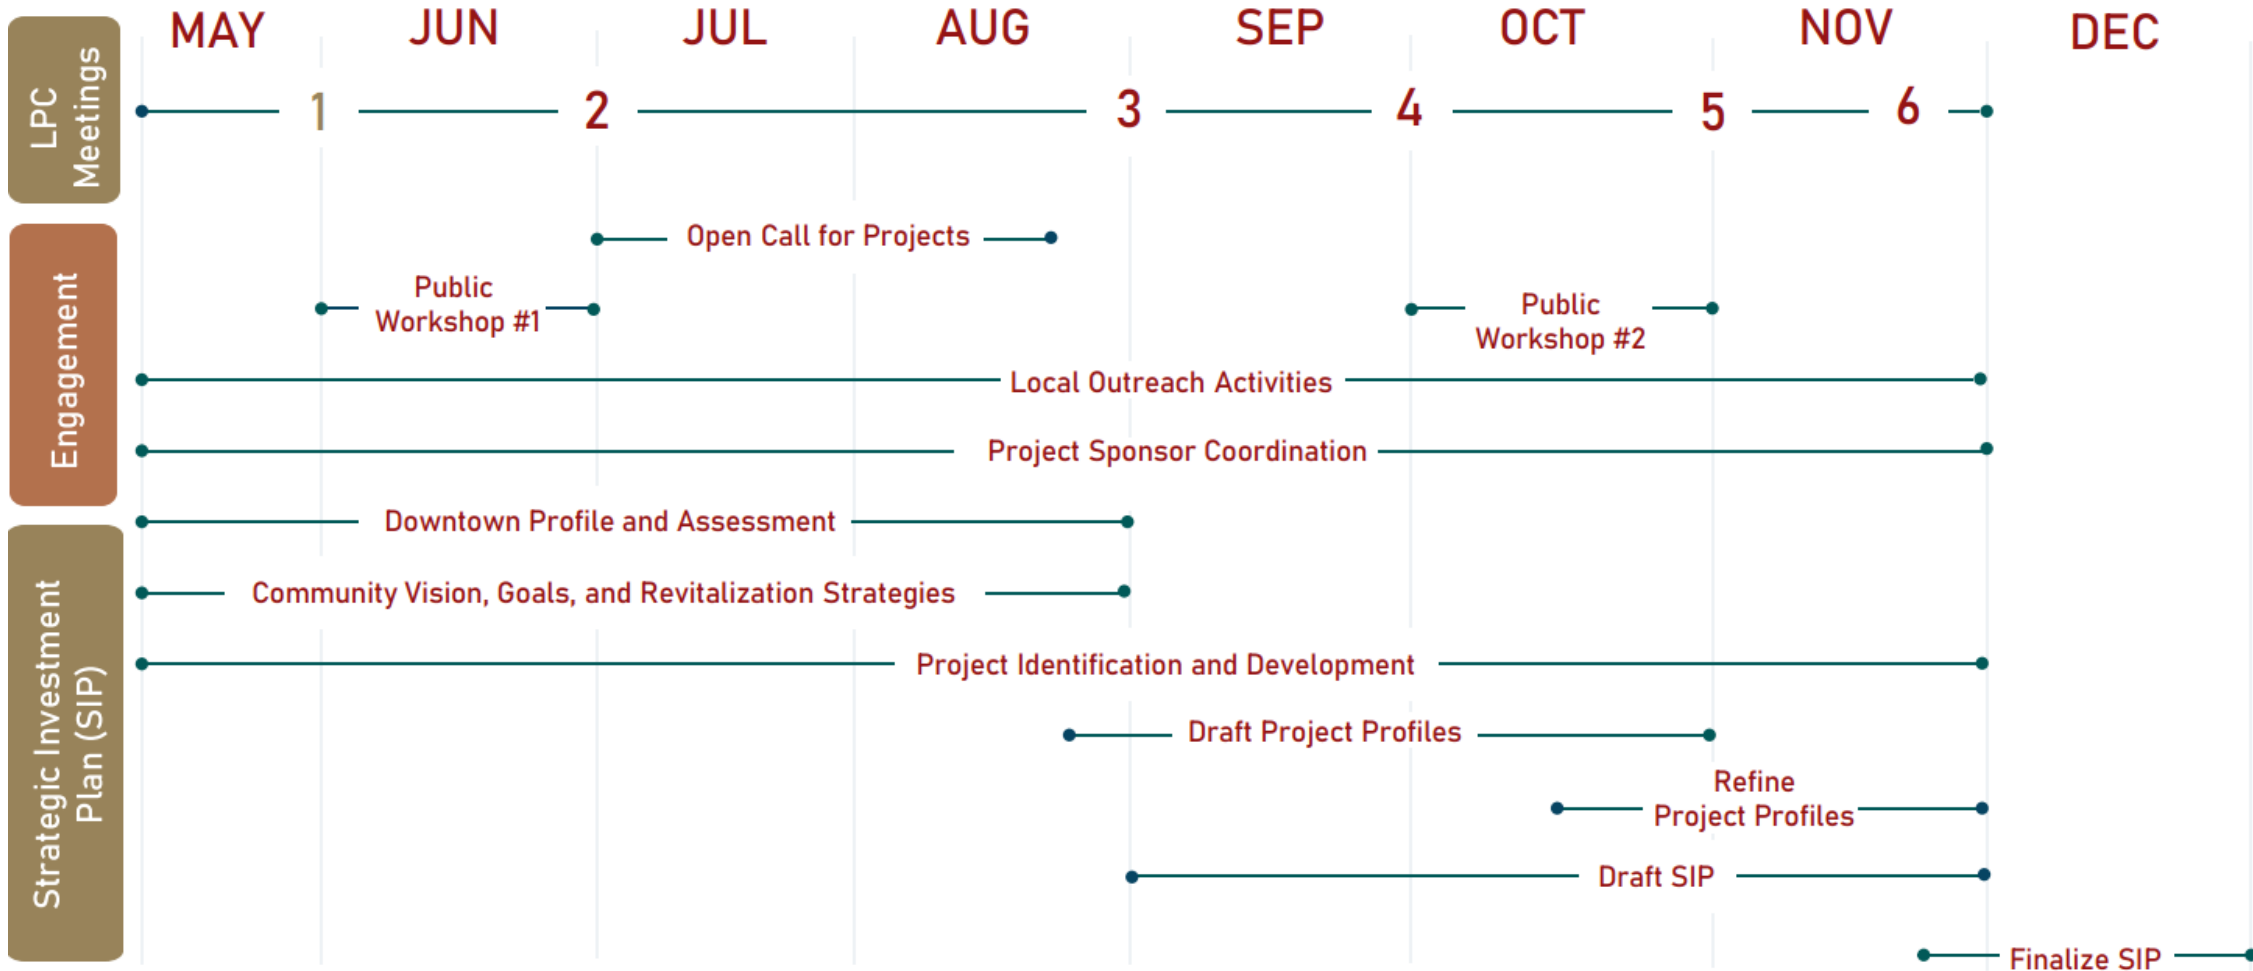 MAY JUN JUL AUG SEP OCT NOV DEC
LPC
Meetings
1 2 3 4 5 6
Engagement
Open Call for Projects
Public
Workshop #1
Public
Workshop #2
Local Outreach Activities
Project Sponsor Coordination
Strategic Investment
Plan (SIP)
Downtown Profile and Assessment
Community Vision, Goals, and Revitalization Strategies
Project Identification and Development
Draft Project Profiles
Refine
Project Profiles
Draft SIP
Finalize SIP